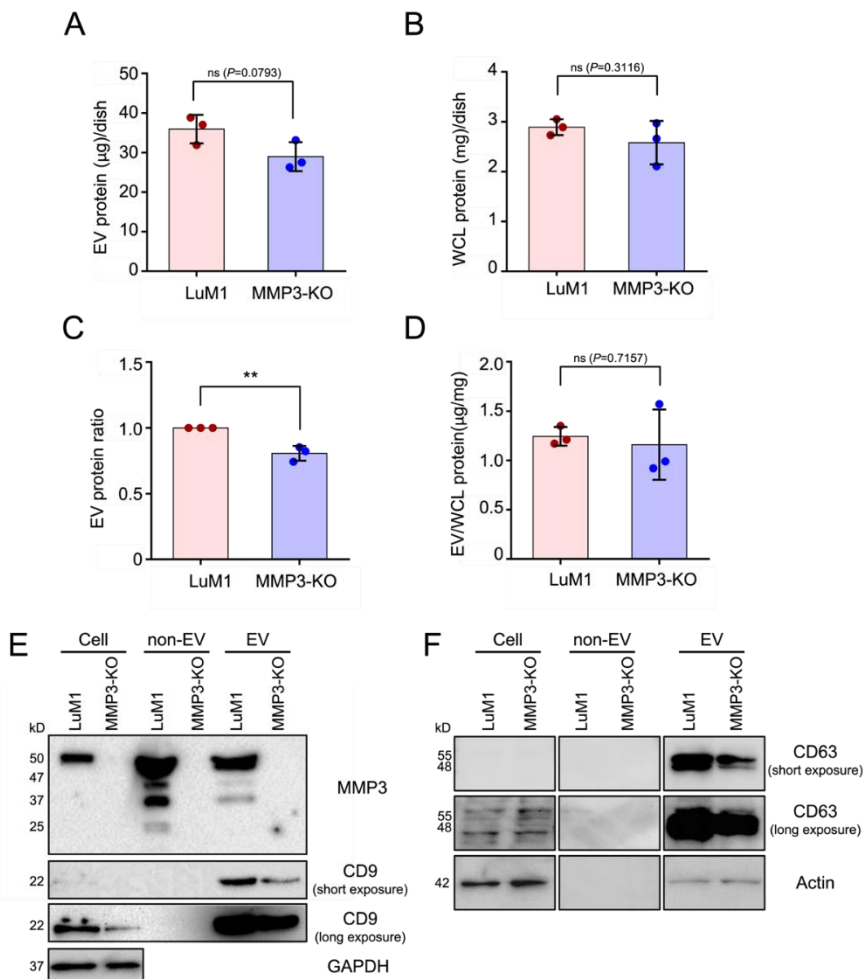 A
ns (P=0.0793)
EV protein (μg)/dish
50
40
30
20
10
0
LuM1 MMP3-KO
B
ns (P=0.3116)
WCL protein (mg)/dish
4
3
2
1
0
LuM1 MMP3-KO
C
**
EV protein ratio
1.5
1.0
0.5
0
LuM1 MMP3-KO
D
ns (P=0.7157)
EV/WCL protein(μg/mg)
2.0
1.5
1.0
0.5
0
LuM1 MMP3-KO
E
Cell non-EV EV
LuM1 MMP3-KO LuM1 MMP3-KO LuM1 MMP3-KO
kD
50
47
37
25
MMP3
22
CD9
(short exposure)
22
CD9
(long exposure)
37
GAPDH
F
Cell non-EV EV
LuM1 MMP3-KO LuM1 MMP3-KO LuM1 MMP3-KO
kD
55
48
CD63
(short exposure)
55
48
CD63
(long exposure)
42
Actin